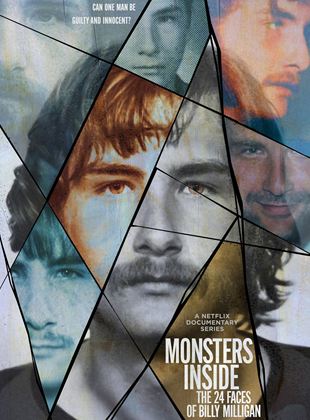 CAN ONE MAN BE
GUILTY AND INNOCENT?
A NETFLIX
DOCUMENTARY
SERIES
MONSTERS
INSIDE
THE 24 FACES
OF BILLY MILLIGAN